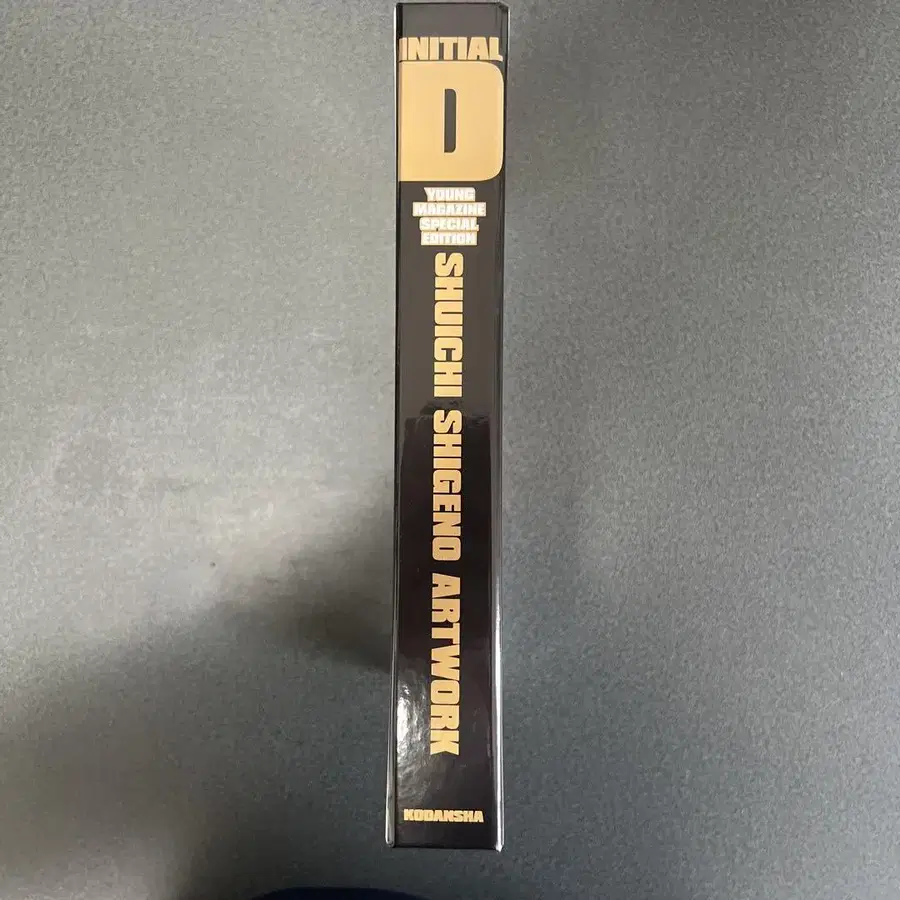 INITIAL
D
YOUNG
MAGAZINE
SPECIAL
EDITION
SHUICHI SHIGENO ARTWORK
KODANSHA